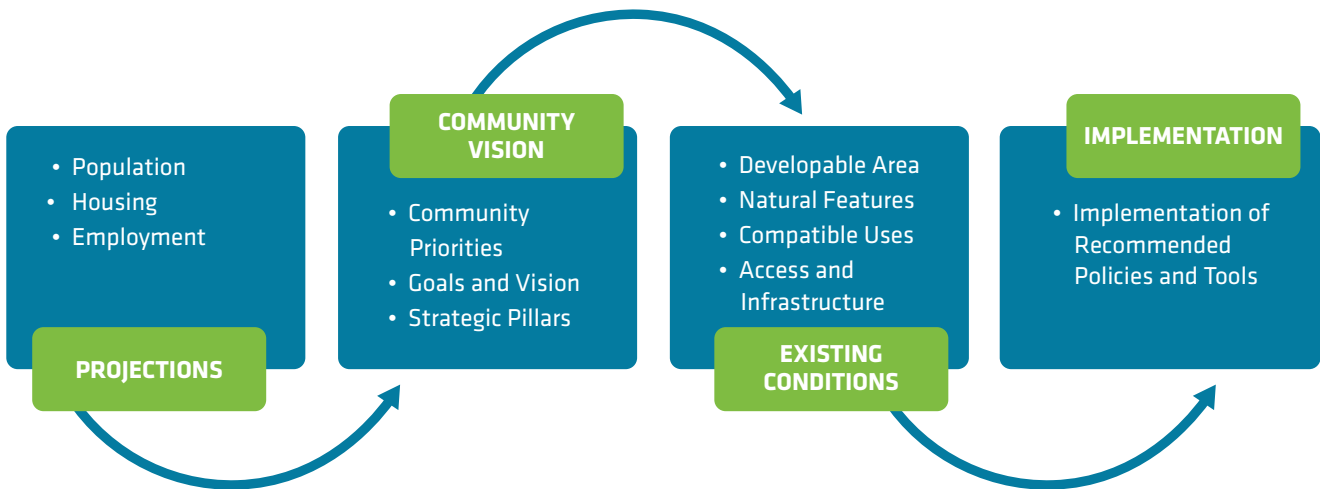 • Population
• Housing
• Employment
PROJECTIONS
COMMUNITY
VISION
• Community
Priorities
• Goals and Vision
• Strategic Pillars
• Developable Area
• Natural Features
• Compatible Uses
• Access and
Infrastructure
EXISTING
CONDITIONS
IMPLEMENTATION
• Implementation of
Recommended
Policies and Tools